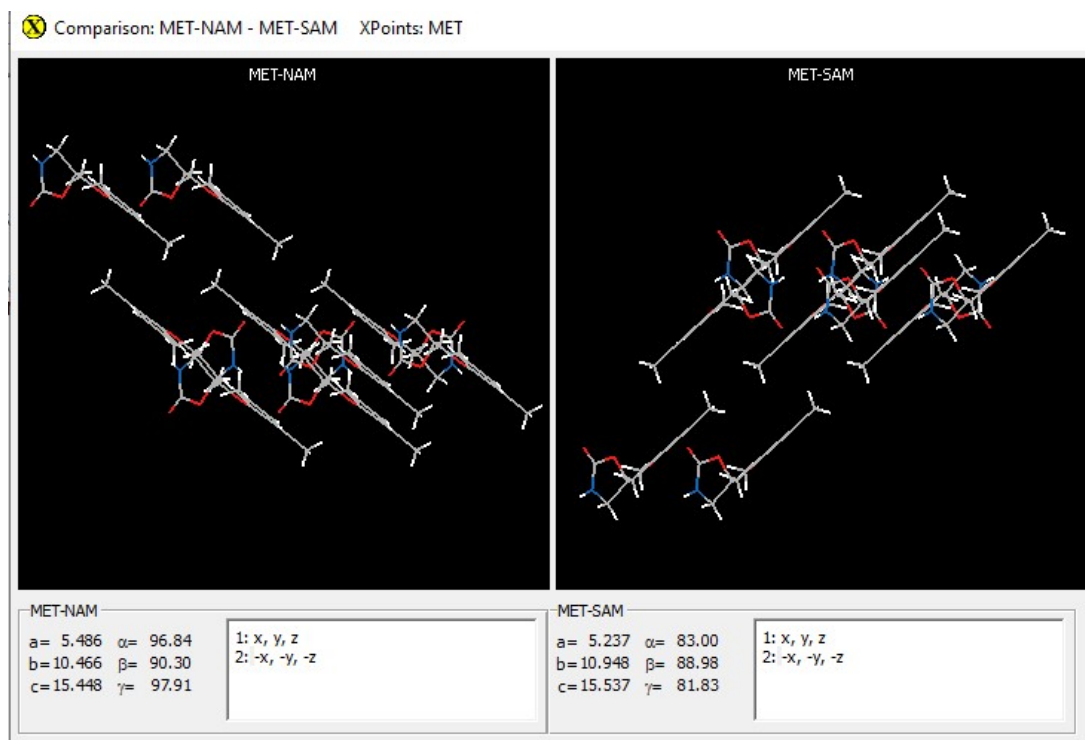 X Comparison: MET-NAM - MET-SAM XPoints: MET
MET-NAM
MET-SAM
MET-NAM
a= 5.486 α= 96.84
b=10.466 β= 90.30
c=15.448 γ= 97.91
1: x, y, z
2: -x, -y, -z
MET-SAM
a= 5.237 α= 83.00
b=10.948 β= 88.98
c=15.537 γ= 81.83
1: x, y, z
2: -x, -y, -z